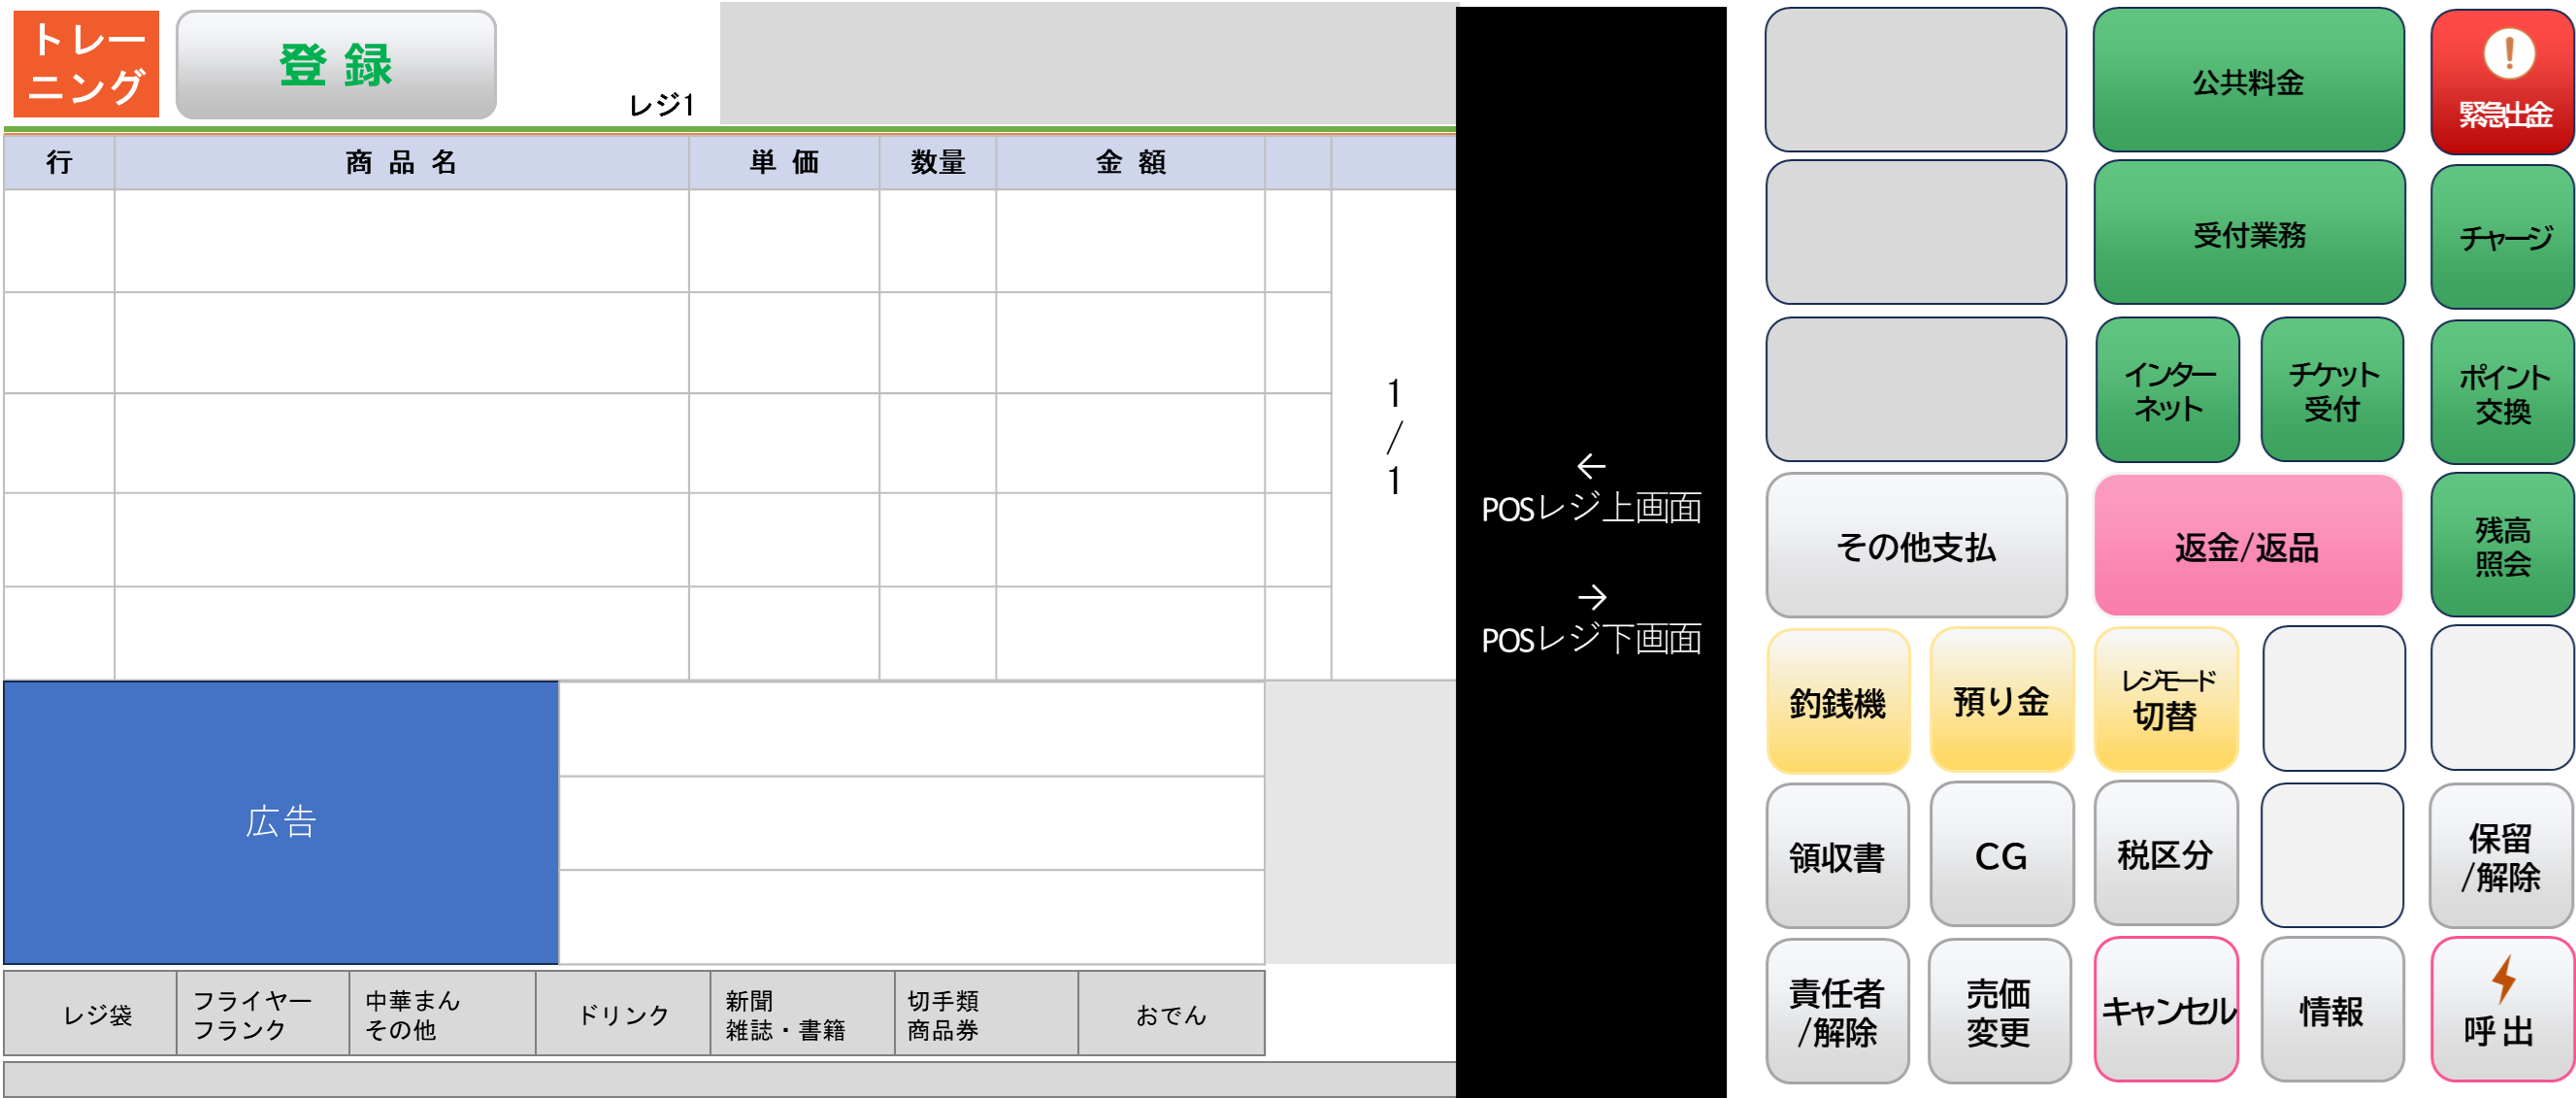 トレー
ニング
登 録
レジ1
行 商 品 名 単 価 数量 金 額
1
/
1
広告
レジ袋
フライヤー
フランク
中華まん
その他
ドリンク
新聞
雑誌・書籍
切手類
商品券
おでん
←
POSレジ上画面
→
POSレジ下画面
公共料金
!
緊急出金
受付業務
チャージ
インター
ネット
チケット
受付
ポイント
交換
その他支払
返金/返品
残高
照会
釣銭機
預り金
レジモード
切替
領収書
CG
税区分
保留
/解除
責任者
/解除
売価
変更
キャンセル
情報
呼 出